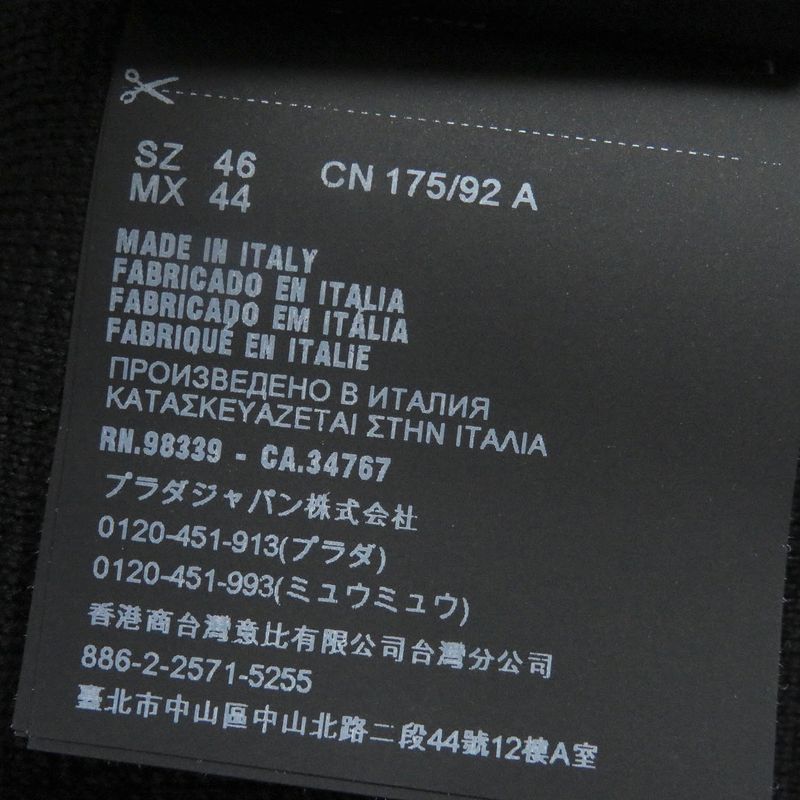 SZ 46 CN 175/92 A
MX 44
MADE IN ITALY
FABRICADO EN ITALIA
FABRICADO EM ITÁLIA
FABRIQUÉ EN ITALIE
ПРОИЗВЕДЕНО В ИТАЛИЯ
ΚΑΤΑΣΚΕΥΑΖΕΤΑΙ ΣΤΗΝ ΙΤΑΛΙΑ
RN.98339 - CA.34767
プラダジャパン株式会社
0120-451-913(プラダ)
0120-451-993(ミュウミュウ)
香港商台灣意比有限公司台灣分公司
886-2-2571-5255
臺北市中山區中山北路二段44號12樓A室